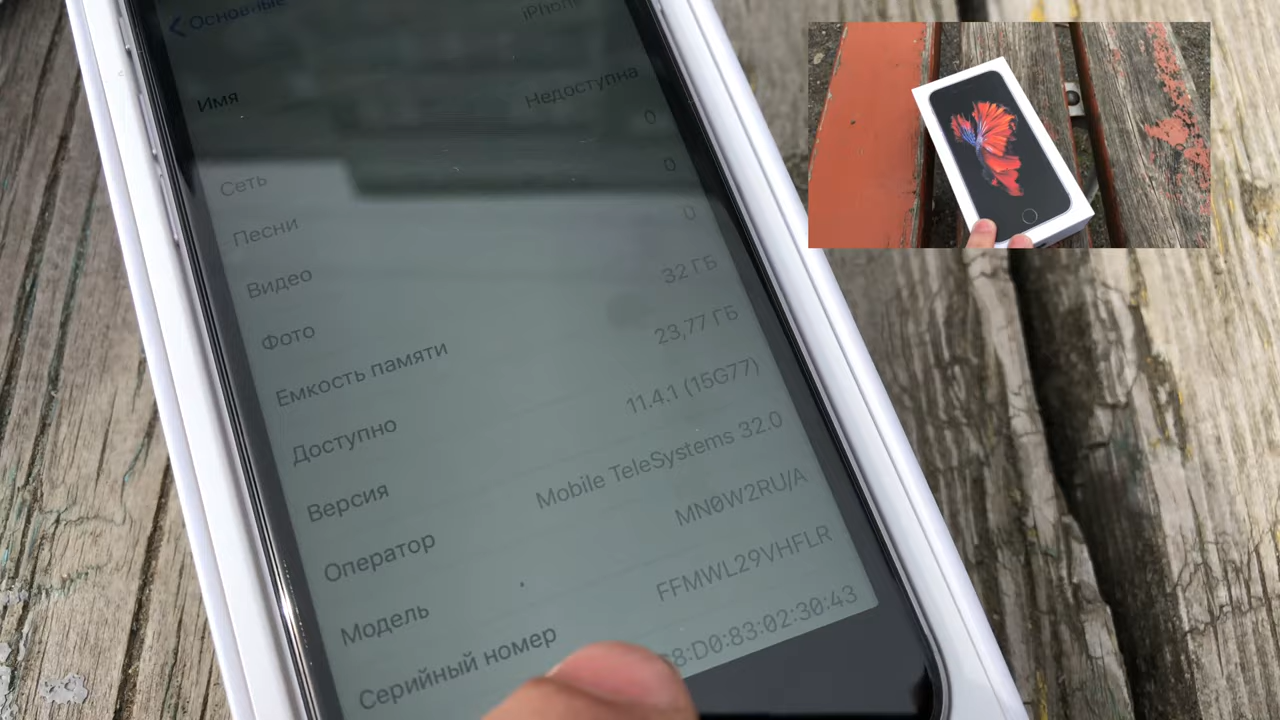 Основные
iPhone
Имя
Недоступна
Сеть 0
Песни 0
Видео 0
Фото 32 ГБ
Емкость памяти 23,77 ГБ
Доступно 11.4.1 (15G77)
Версия Mobile TeleSystems 32.0
Оператор MN0W2RU/A
Модель FFMWL29VHFLR
Серийный номер 8:D0:83:02:30:43